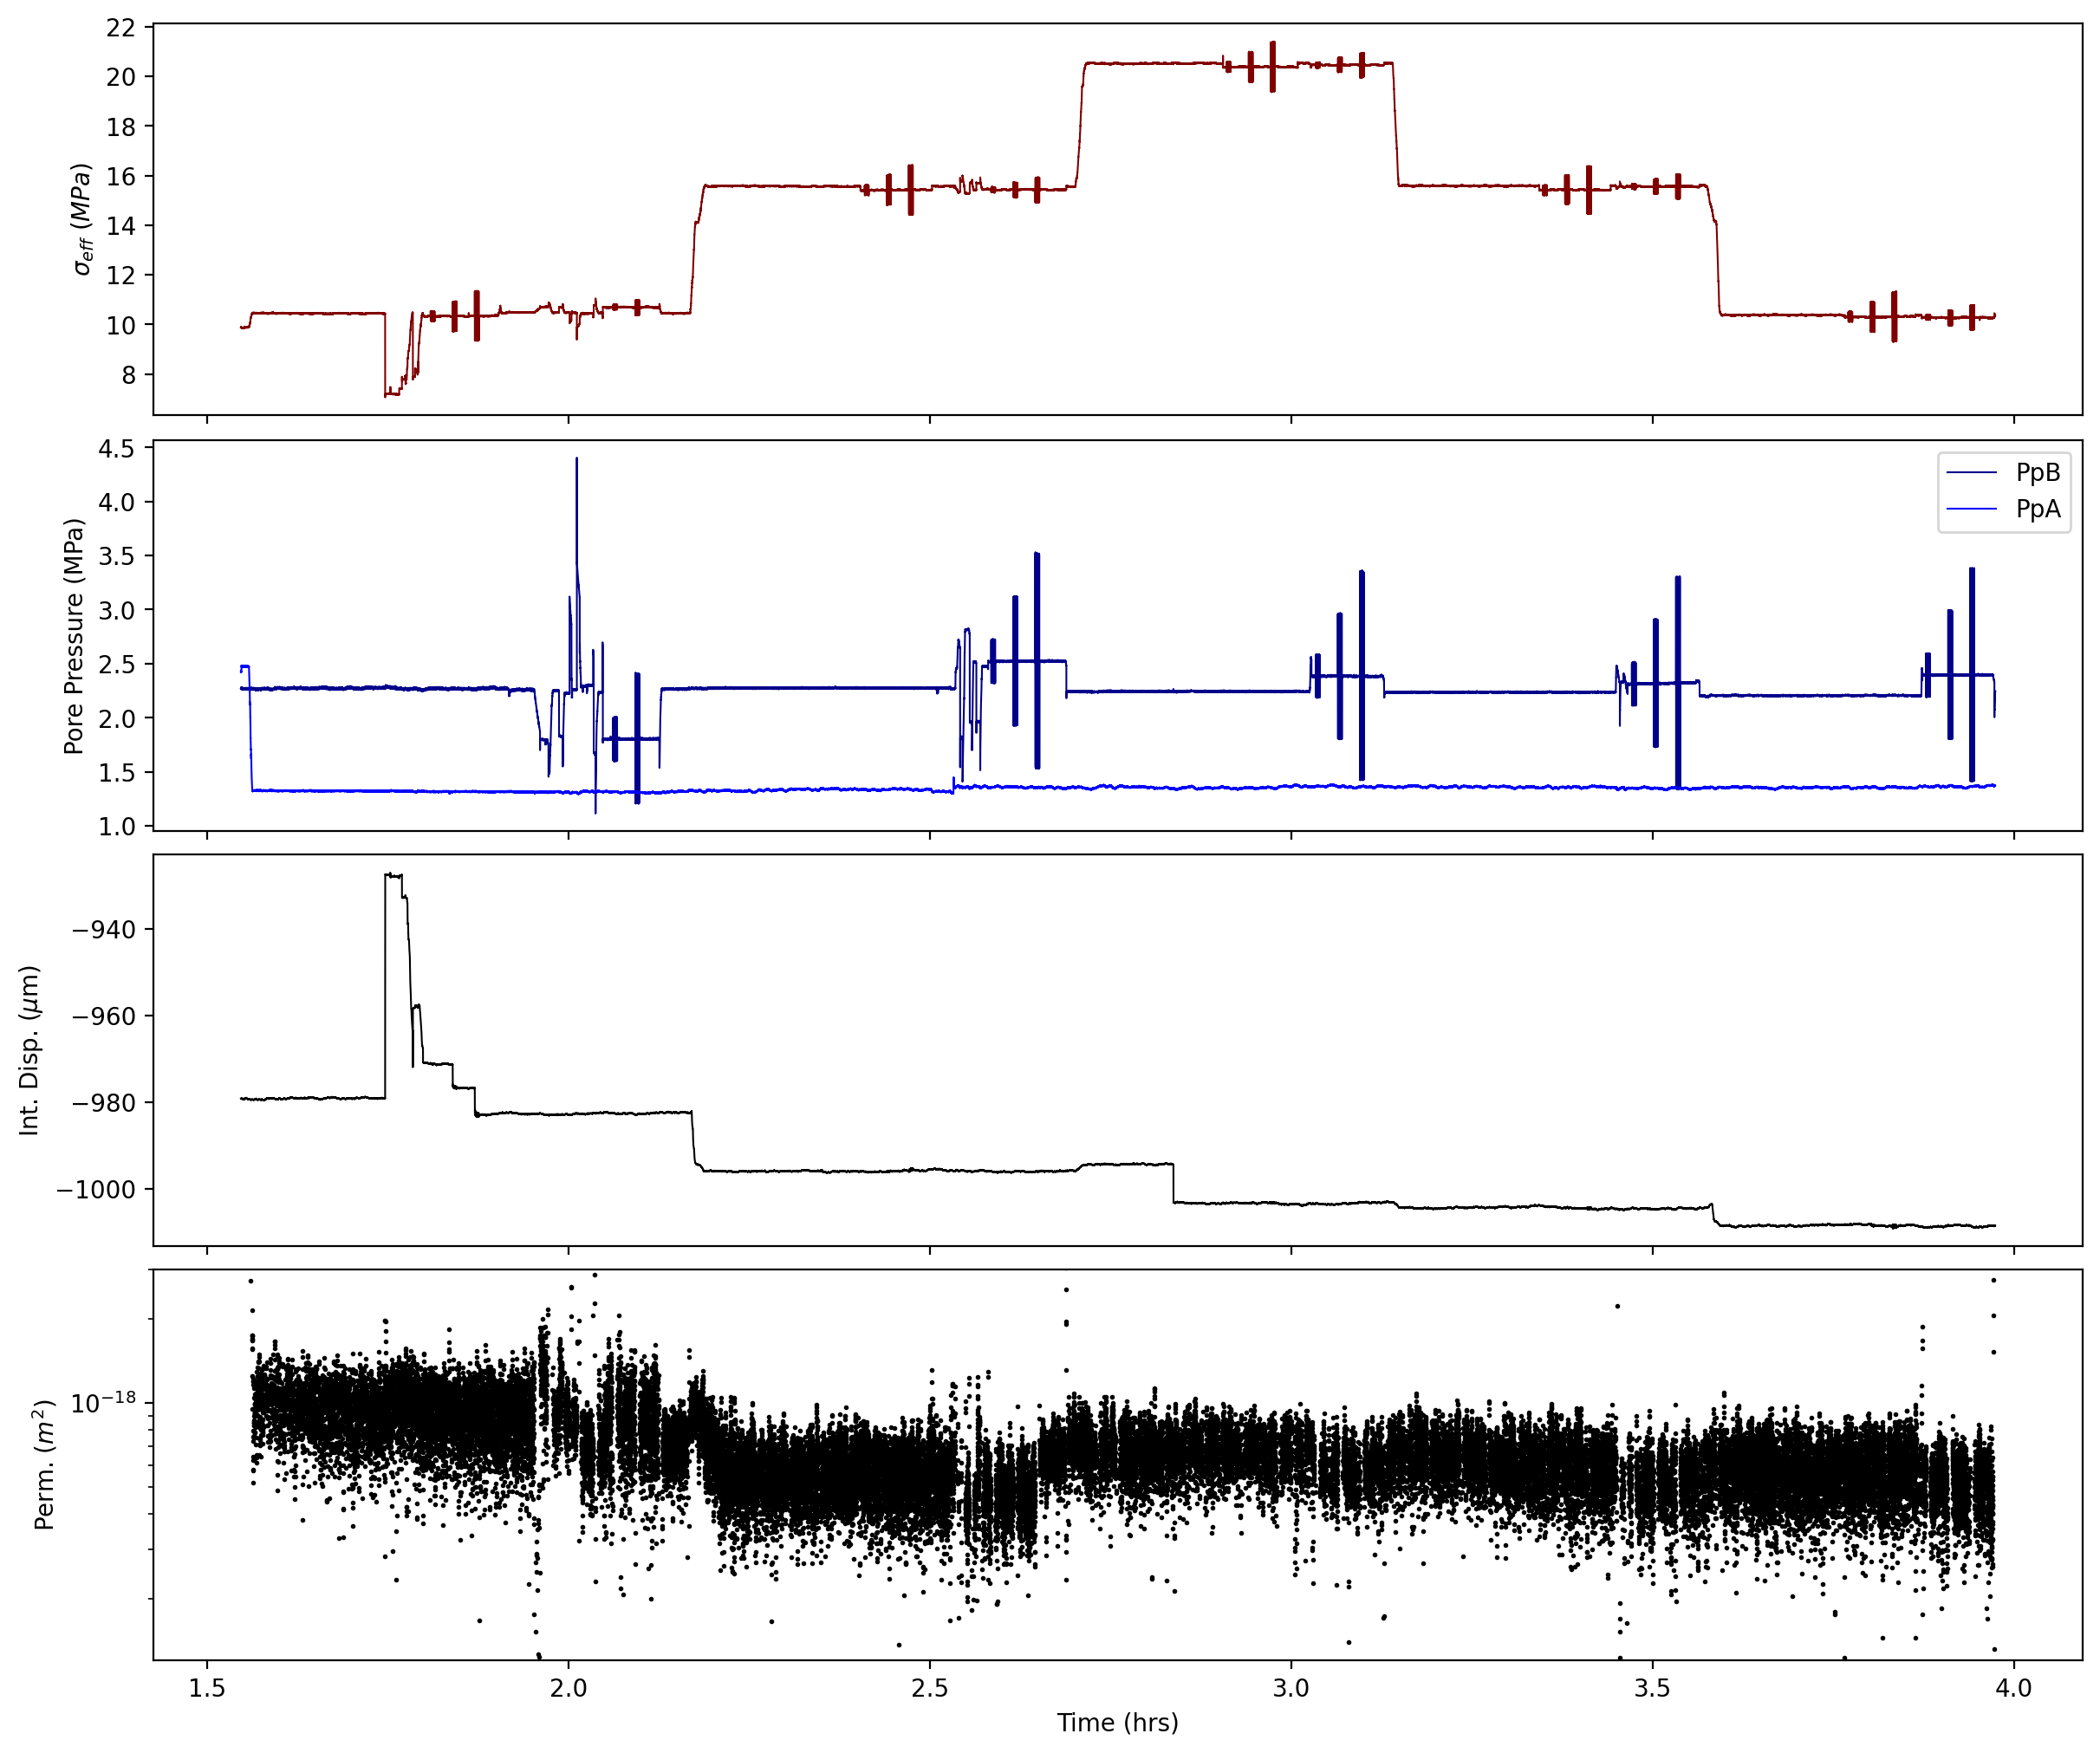 22
20
18
16
14
12
10
8
σeff (MPa)
4.5
4.0
3.5
3.0
2.5
2.0
1.5
1.0
Pore Pressure (MPa)
PpB
PpA
−940
−960
−980
−1000
Int. Disp. (μm)
10⁻¹⁸
Perm. (m²)
1.5 2.0 2.5 3.0 3.5 4.0
Time (hrs)